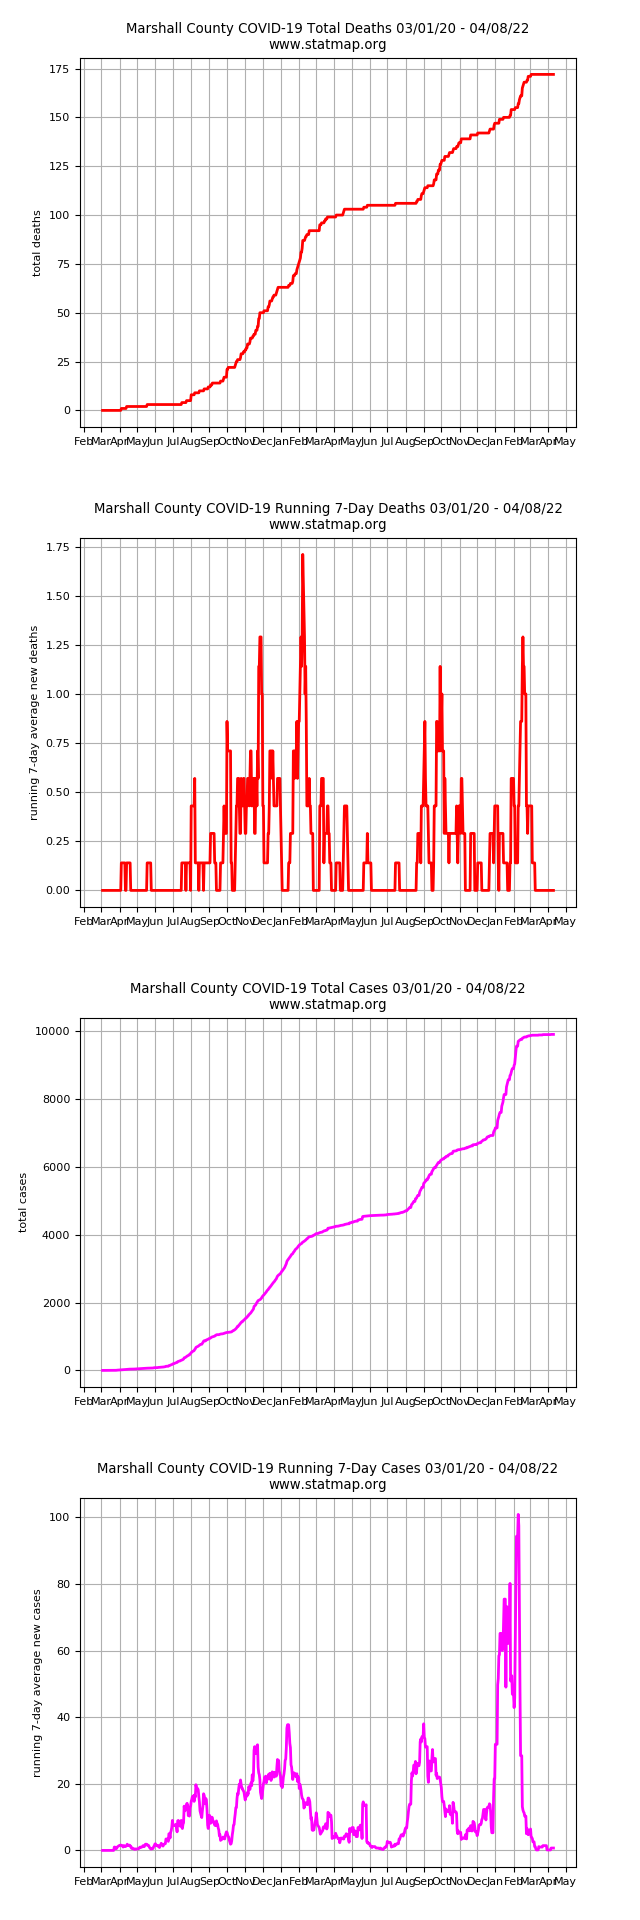 Marshall County COVID-19 Total Deaths 03/01/20 - 04/08/22
www.statmap.org
175
150
125
100
75
50
25
0
total deaths
Feb Mar Apr May Jun Jul Aug Sep Oct Nov Dec Jan Feb Mar Apr May Jun Jul Aug Sep Oct Nov Dec Jan Feb Mar Apr May
Marshall County COVID-19 Running 7-Day Deaths 03/01/20 - 04/08/22
www.statmap.org
1.75
1.50
1.25
1.00
0.75
0.50
0.25
0.00
running 7-day average new deaths
Feb Mar Apr May Jun Jul Aug Sep Oct Nov Dec Jan Feb Mar Apr May Jun Jul Aug Sep Oct Nov Dec Jan Feb Mar Apr May
Marshall County COVID-19 Total Cases 03/01/20 - 04/08/22
www.statmap.org
10000
8000
6000
4000
2000
0
total cases
Feb Mar Apr May Jun Jul Aug Sep Oct Nov Dec Jan Feb Mar Apr May Jun Jul Aug Sep Oct Nov Dec Jan Feb Mar Apr May
Marshall County COVID-19 Running 7-Day Cases 03/01/20 - 04/08/22
www.statmap.org
100
80
60
40
20
0
running 7-day average new cases
Feb Mar Apr May Jun Jul Aug Sep Oct Nov Dec Jan Feb Mar Apr May Jun Jul Aug Sep Oct Nov Dec Jan Feb Mar Apr May